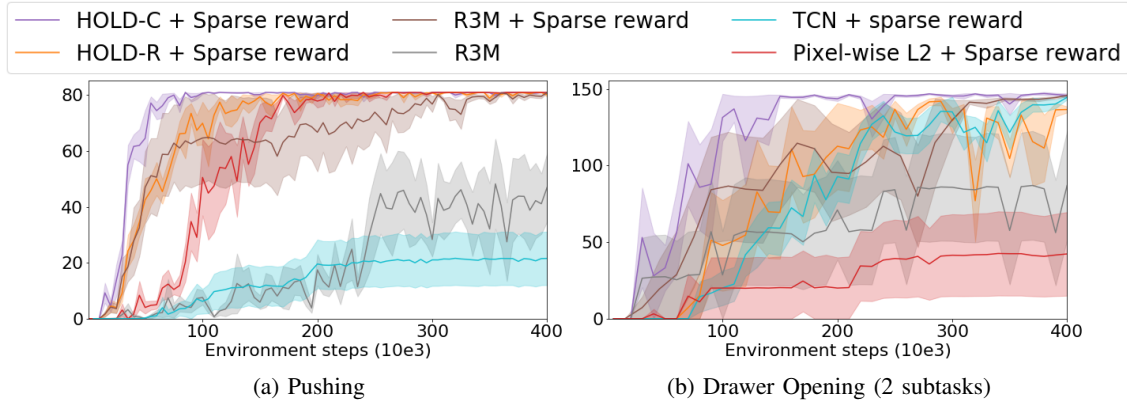 HOLD-C + Sparse reward
R3M + Sparse reward
TCN + sparse reward
HOLD-R + Sparse reward
R3M
Pixel-wise L2 + Sparse reward
80
60
40
20
0
100
200
300
400
Environment steps (10e3)
(a) Pushing
150
100
50
0
100
200
300
400
Environment steps (10e3)
(b) Drawer Opening (2 subtasks)